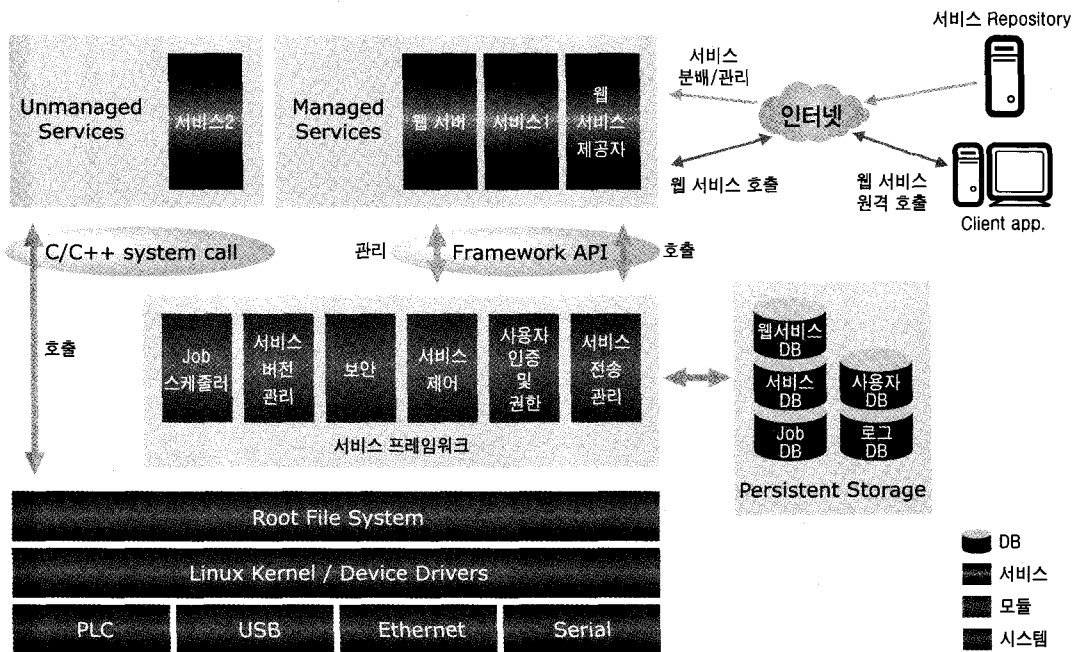 서비스 Repository
Unmanaged
Services
서비스2
Managed
Services
웹 서버
서비스1
웹
서비스
제공자
서비스
분배/관리
인터넷
웹 서비스 호출
웹 서비스
원격 호출
Client app.
C/C++ system call
관리
Framework API
호출
호출
Job
스케줄러
서비스
버전
관리
보안
서비스
제어
사용자
인증
및
권한
서비스
전송
관리
서비스 프레임워크
웹서비스
DB
서비스
DB
사용자
DB
Job
DB
로그
DB
Persistent Storage
Root File System
Linux Kernel / Device Drivers
PLC
USB
Ethernet
Serial
DB
서비스
모듈
시스템